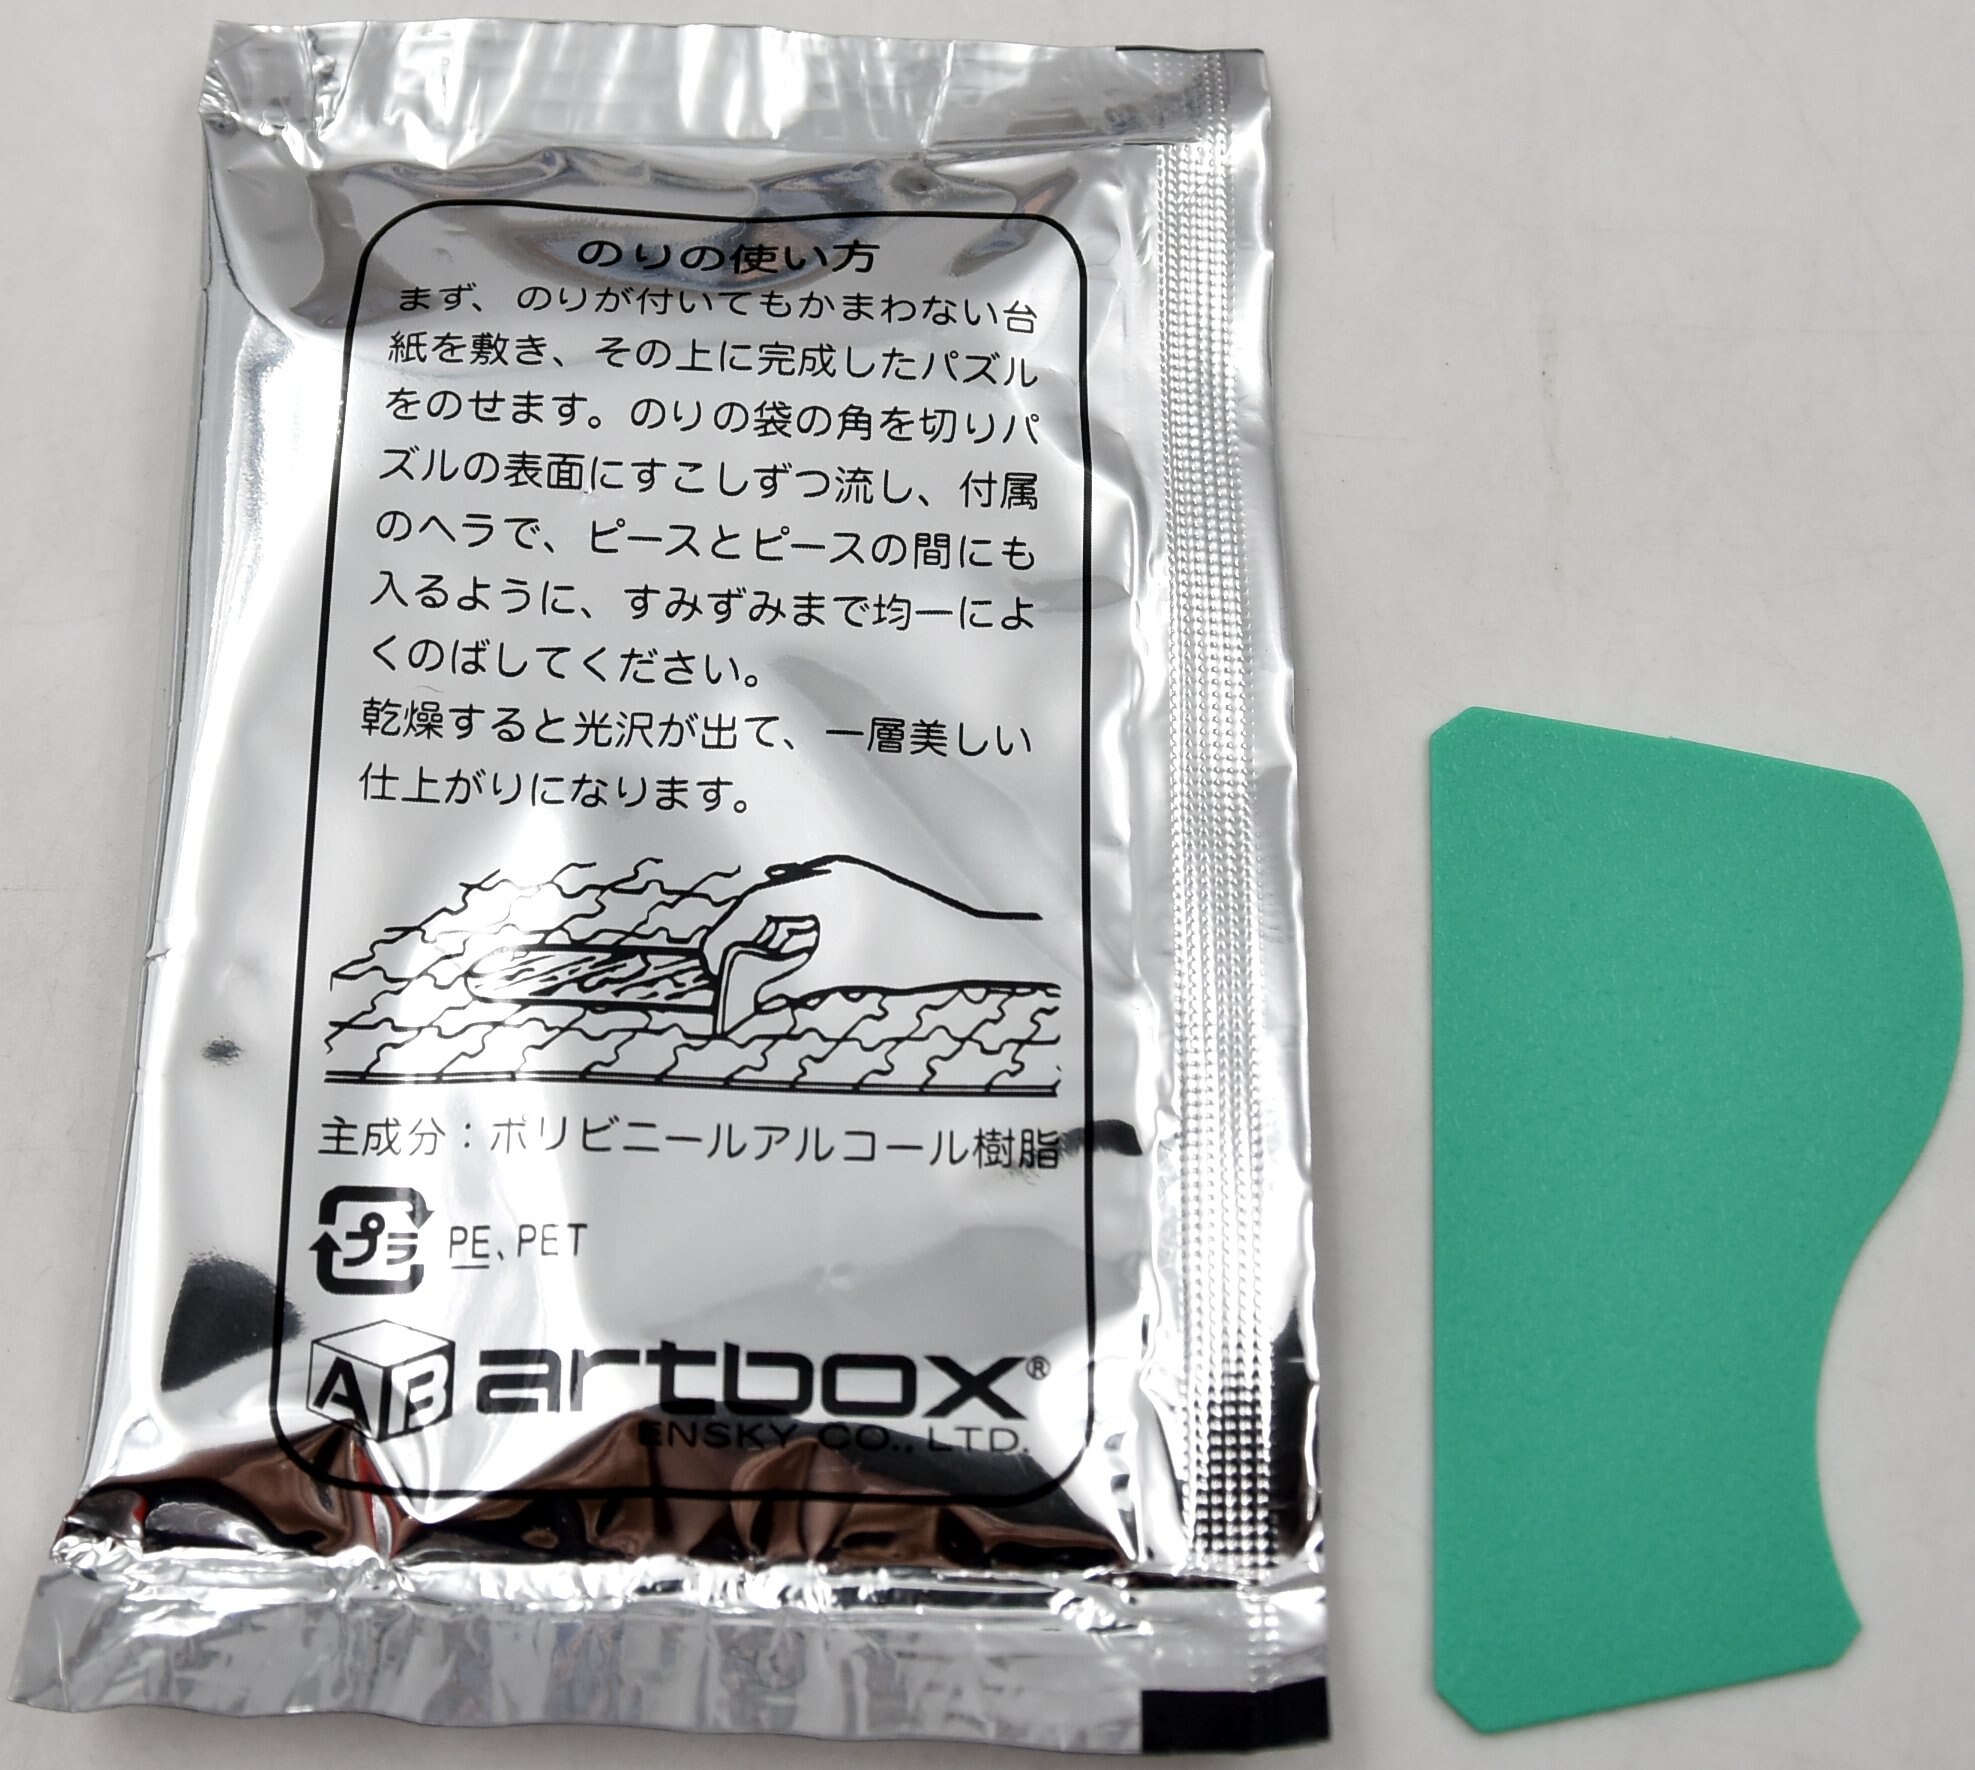 のりの使い方
まず、のりが付いてもかまわない台
紙を敷き、その上に完成したパズル
をのせます。のりの袋の角を切りパ
ズルの表面にすこしずつ流し、付属
のヘラで、ピースとピースの間にも
入るように、すみずみまで均一によ
くのばしてください。
乾燥すると光沢が出て、一層美しい
仕上がりになります。
主成分：ポリビニールアルコール樹脂
プラ PE、PET
AB artbox®
ENSKY CO., LTD.